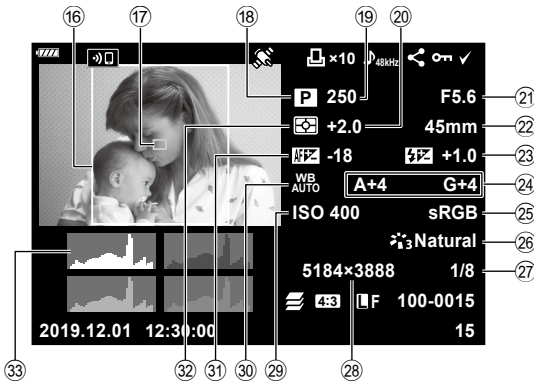 ⑯ ⑰ ⑱ ⑲ ⑳
×10 48kHz
P 250 F5.6 ㉑
+2.0 45mm ㉒
AF -18 +1.0 ㉓
WB AUTO A+4 G+4 ㉔
ISO 400 sRGB ㉕
3 Natural ㉖
5184×3888 1/8 ㉗
4:3 L F 100-0015
2019.12.01 12:30:00 15
㉝ ㉜ ㉛ ㉚ ㉙ ㉘